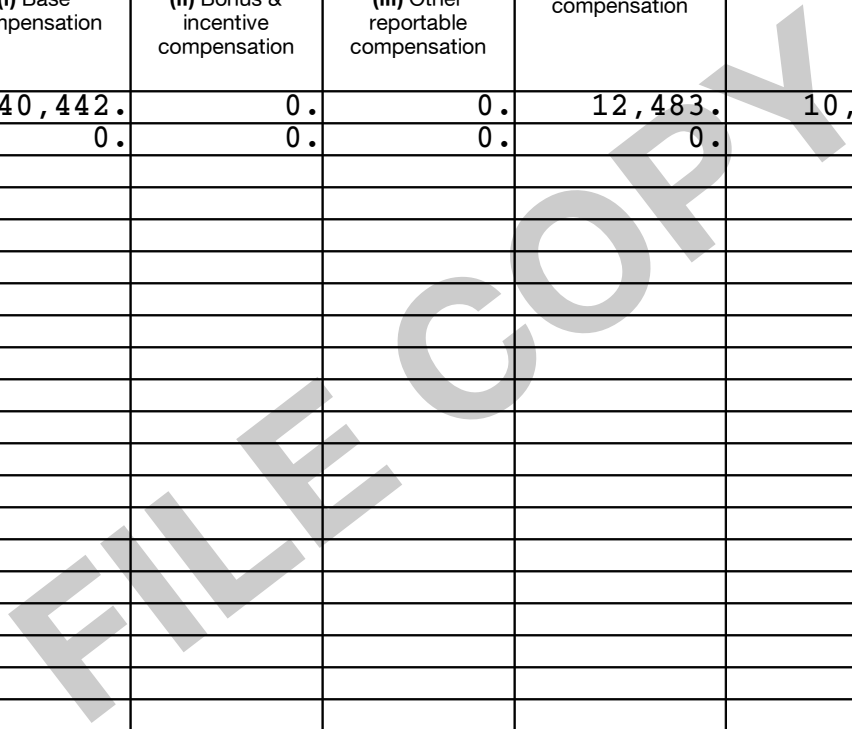 (i) Base (ii) Bonus & (iii) Other compensation
mpensation incentive reportable
compensation compensation
40,442. 0. 0. 12,483. 10,
0. 0. 0. 0.
FILE COPY